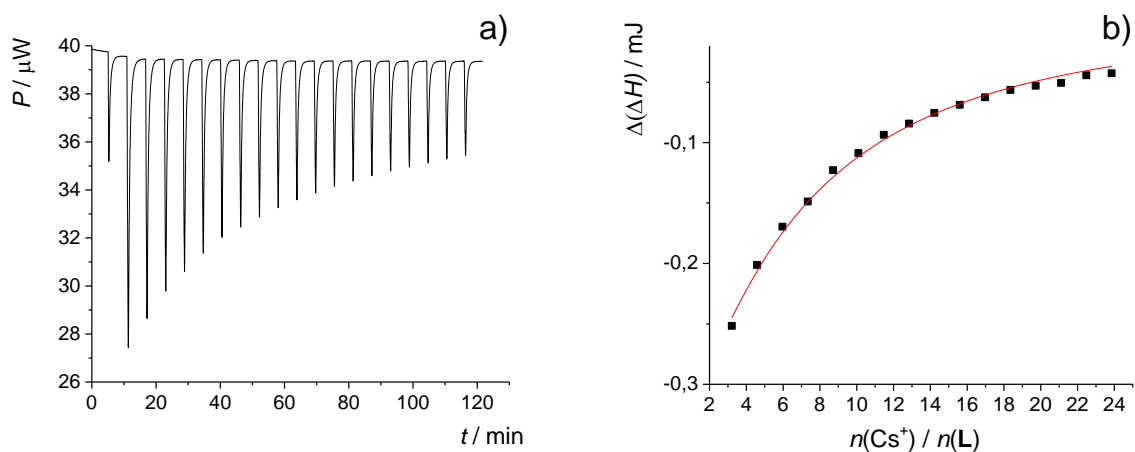 a)
P / μW
40
38
36
34
32
30
28
26
0 20 40 60 80 100 120
t / min
b)
Δ(ΔH) / mJ
-0,1
-0,2
-0,3
2 4 6 8 10 12 14 16 18 20 22 24
n(Cs⁺) / n(L)